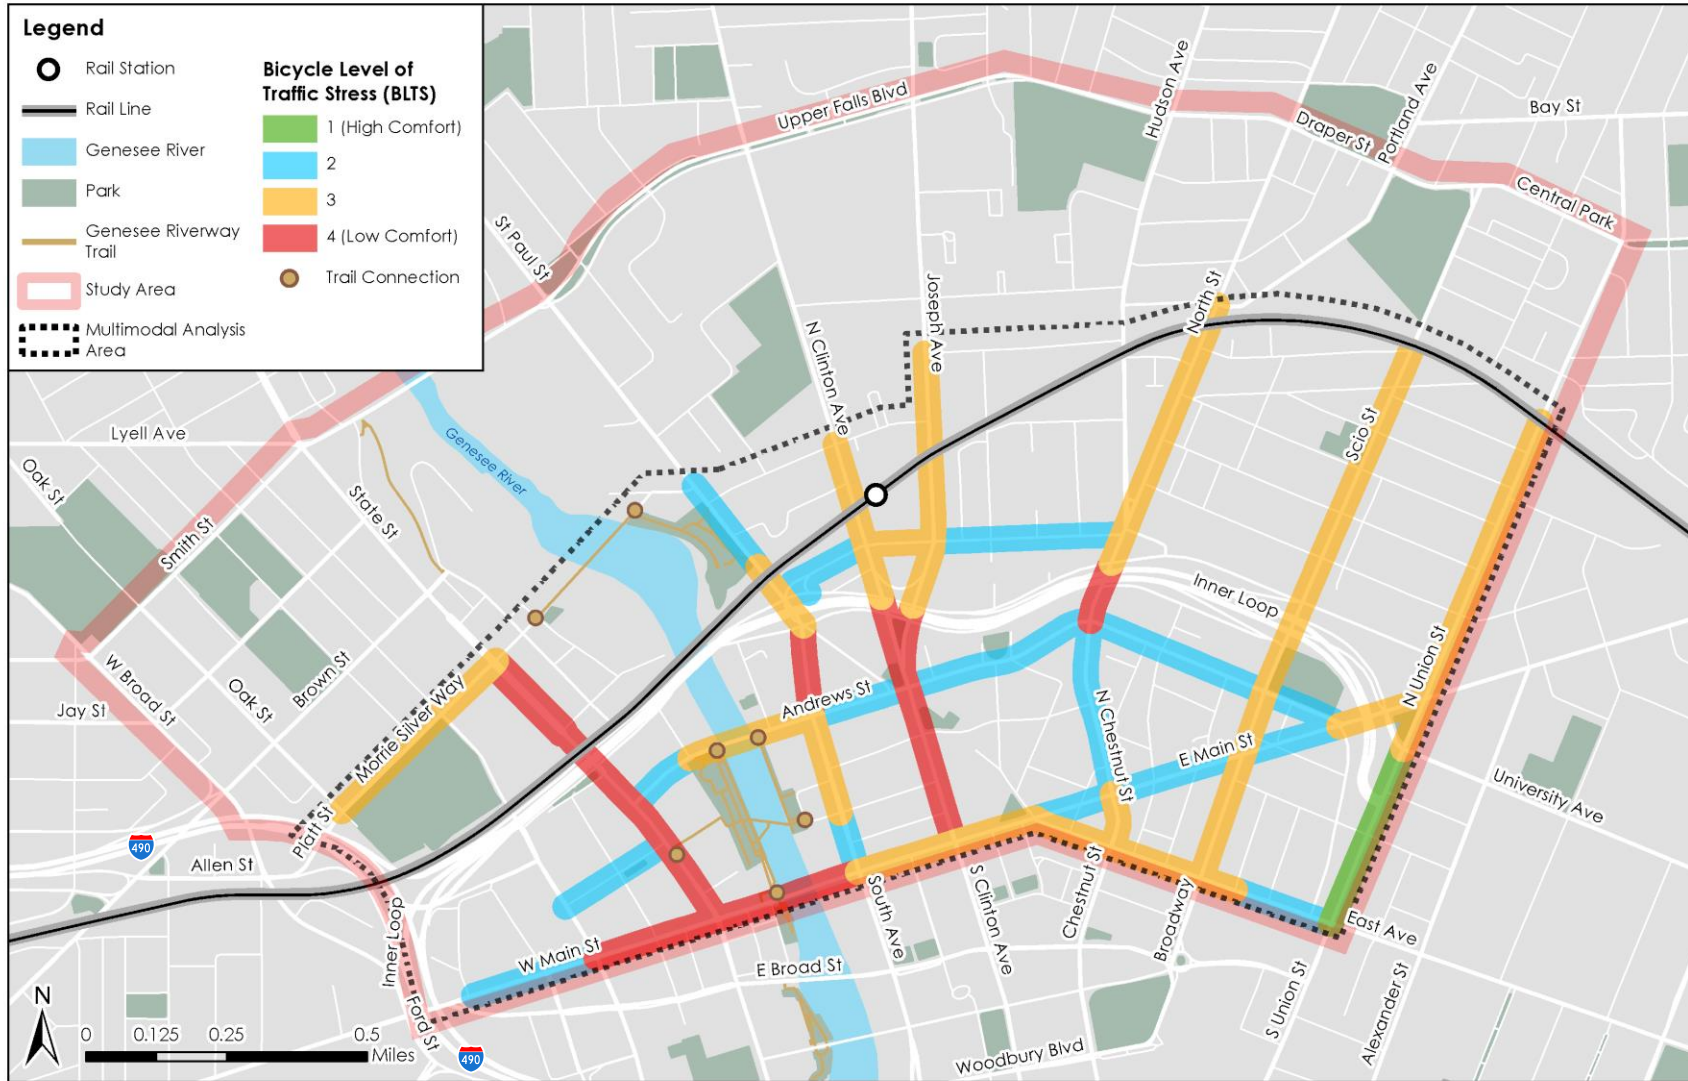 Legend
Rail Station
Rail Line
Genesee River
Park
Genesee Riverway
Trail
Study Area
Multimodal Analysis
Area
Bicycle Level of
Traffic Stress (BLTS)
1 (High Comfort)
2
3
4 (Low Comfort)
Trail Connection
Upper Falls Blvd
Hudson Ave
Portland Ave
Bay St
Draper St
Central Park
St Paul St
Joseph Ave
North St
N Clinton Ave
Lyell Ave
Genesee River
Oak St
State St
Scio St
Smith St
Inner Loop
W Broad St
Oak St
Brown St
Jay St
N Union St
Andrews St
N Chestnut St
E Main St
Morrie Silver Way
University Ave
Platt St
490
Allen St
South Ave
S Clinton Ave
Chestnut St
Broadway
East Ave
Inner Loop
W Main St
E Broad St
S Union St
Alexander St
Ford St
N
0
0.125
0.25
0.5
Miles
490
Woodbury Blvd